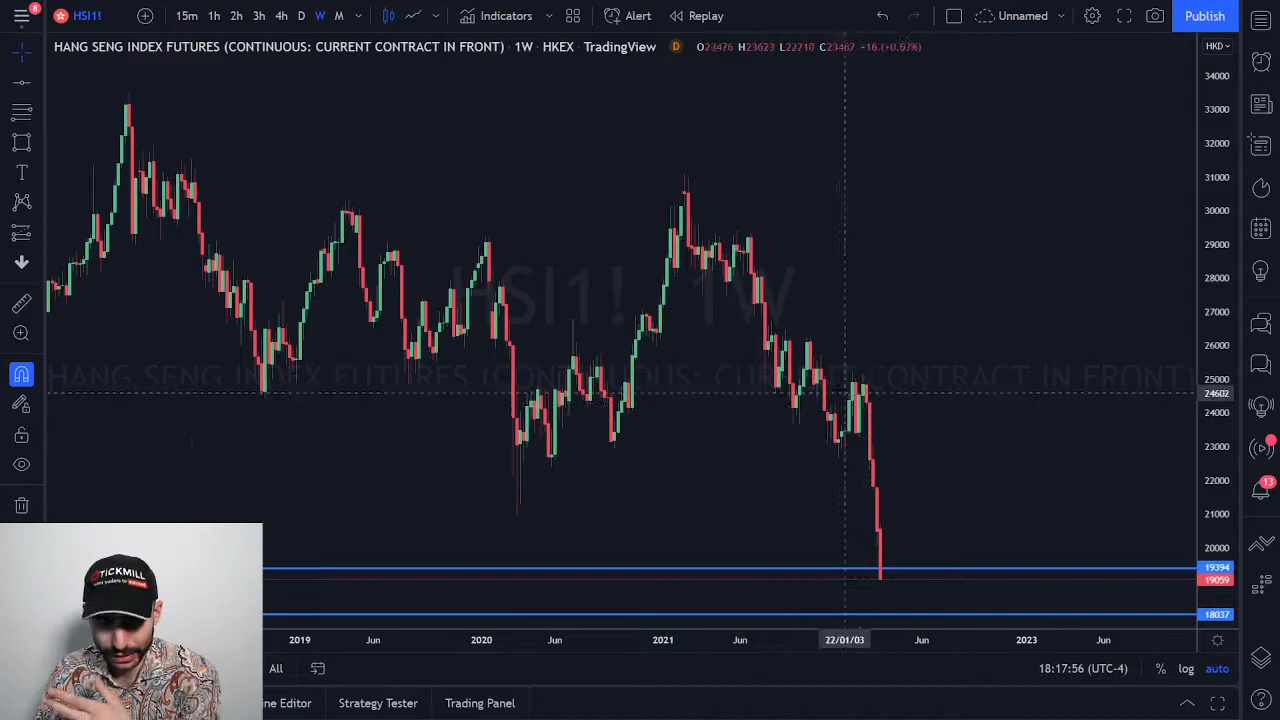 8
HSI1!
15m 1h 2h 3h 4h D W M
Indicators
Alert
Replay
Unnamed
Publish
HANG SENG INDEX FUTURES (CONTINUOUS: CURRENT CONTRACT IN FRONT) · 1W · HKEX · TradingView
D
O23476 H23623 L22710 C23467 +16.(+0.67%)
HKD
34000
33000
32000
31000
30000
29000
28000
27000
26000
25000
24602
24000
23000
22000
21000
20000
19394
19059
18037
HSI1! 1W
HANG SENG INDEX FUTURES (CONTINUOUS: CURRENT CONTRACT IN FRONT)
13
TICKMILL
2019 Jun 2020 Jun 2021 Jun 22/01/03 Jun 2023 Jun
All
18:17:56 (UTC-4)
% log auto
ine Editor
Strategy Tester
Trading Panel